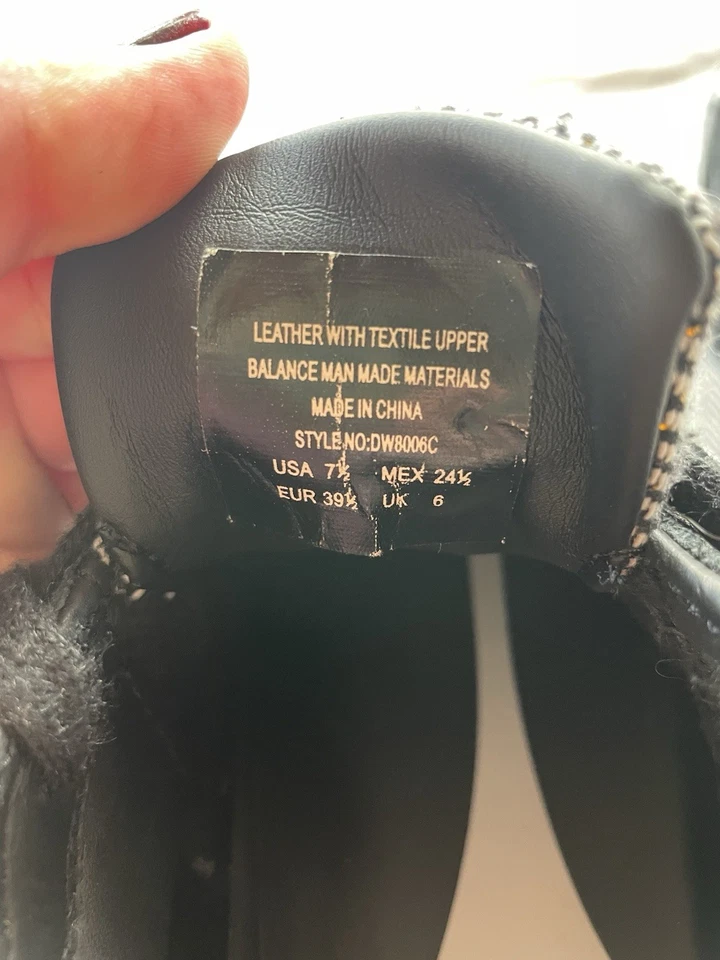 LEATHER WITH TEXTILE UPPER
BALANCE MAN MADE MATERIALS
MADE IN CHINA
STYLE NO:DW8006C
USA 7½ MEX 24½
EUR 39½ UK 6